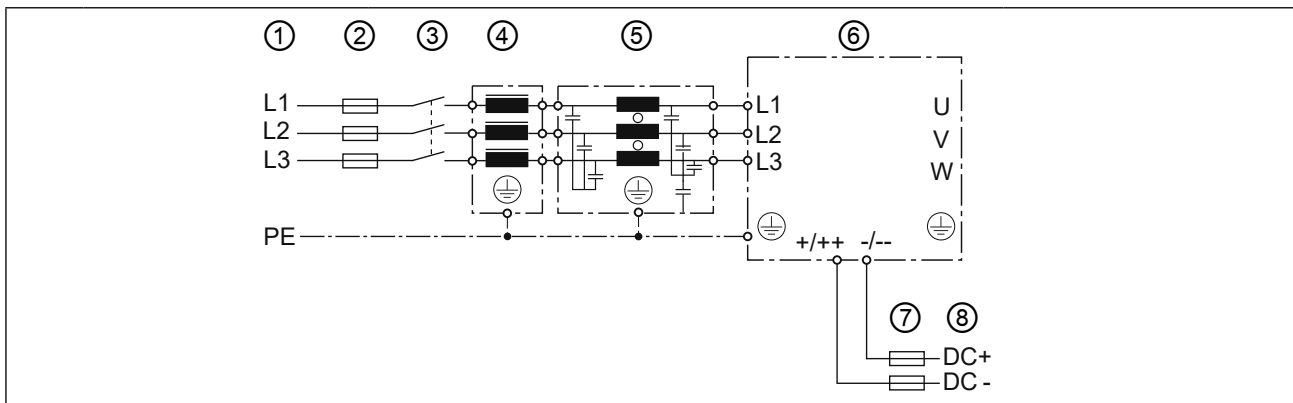 ① ② ③ ④ ⑤ ⑥
L1 L1 U
L2 L2 V
L3 L3 W
PE
+/++ -/--
⑦ ⑧
DC+
DC -